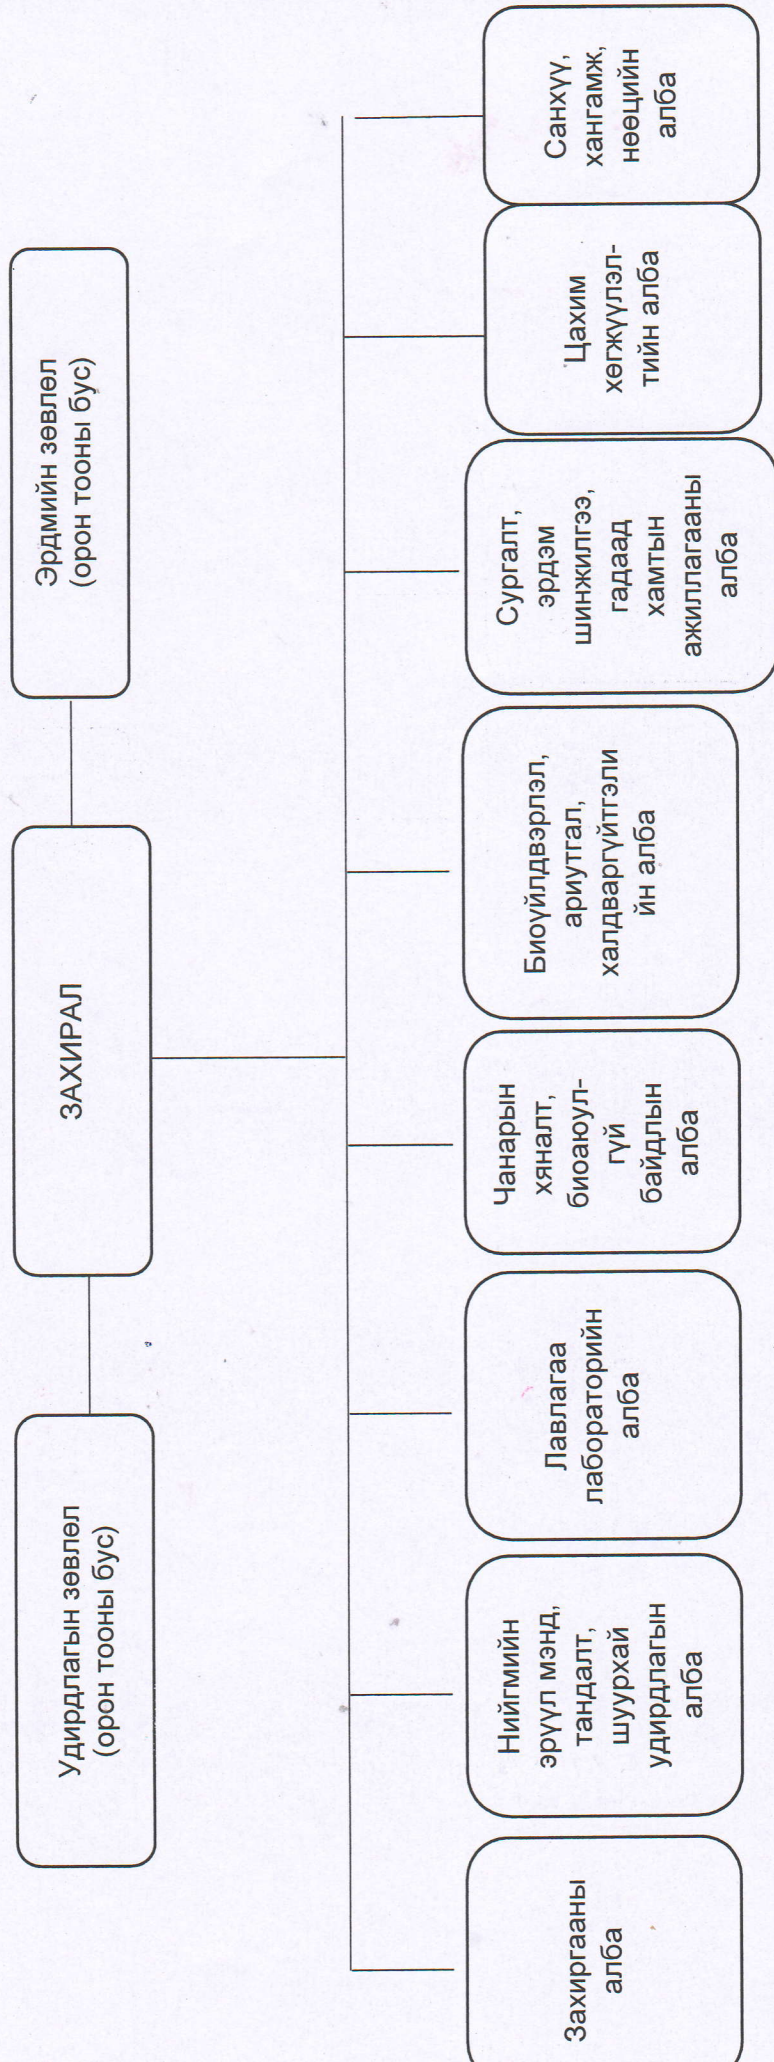 Удирдлагын зөвлөл
(орон тооны бус)
ЗАХИРАЛ
Эрдмийн зөвлөл
(орон тооны бус)
Захиргааны
алба
Нийгмийн
эрүүл мэнд,
тандалт,
шуурхай
удирдлагын
алба
Лавлагаа
лабораторийн
алба
Чанарын
хяналт,
биоаюул-
гүй
байдлын
алба
Биоүйлдвэрлэл,
ариутгал,
халдваргүйтгэли
йн алба
Сургалт,
эрдэм
шинжилгээ,
гадаад
хамтын
ажиллагааны
алба
Цахим
хөгжүүлэл-
тийн алба
Санхүү,
хангамж,
нөөцийн
алба